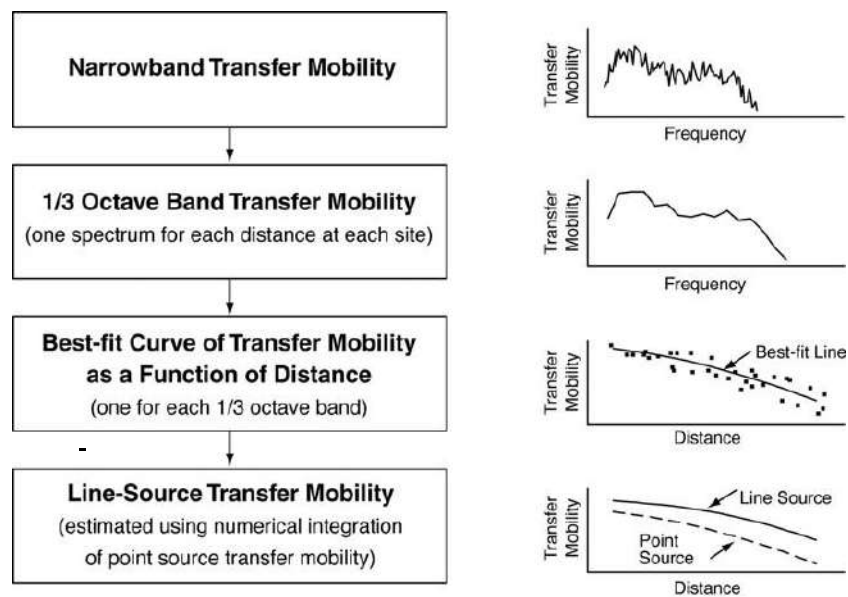 Narrowband Transfer Mobility
Transfer
Mobility
Frequency
1/3 Octave Band Transfer Mobility
(one spectrum for each distance at each site)
Transfer
Mobility
Frequency
Best-fit Curve of Transfer Mobility
as a Function of Distance
(one for each 1/3 octave band)
Transfer
Mobility
Best-fit Line
Distance
Line-Source Transfer Mobility
(estimated using numerical integration
of point source transfer mobility)
Transfer
Mobility
Line Source
Point
Source
Distance